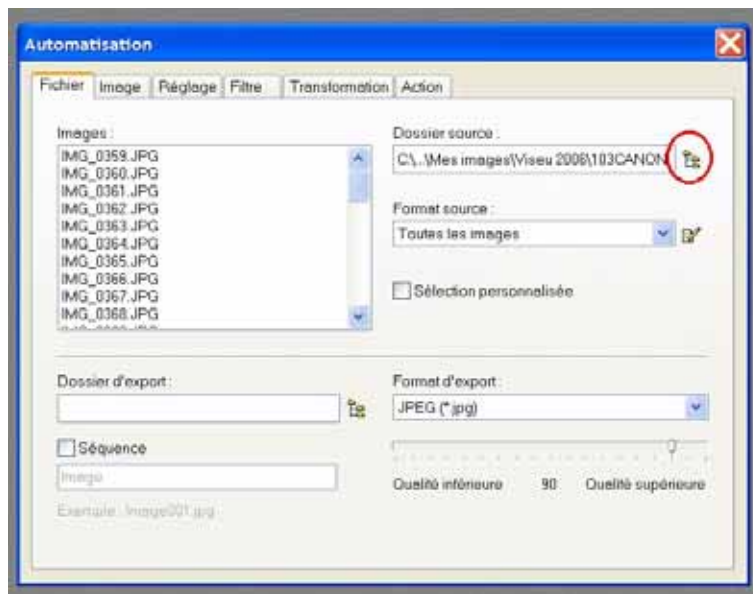 Automatisation
Fichier Image Réglage Filtre Transformation Action
Images :
IMG_0359.JPG
IMG_0360.JPG
IMG_0361.JPG
IMG_0362.JPG
IMG_0363.JPG
IMG_0364.JPG
IMG_0365.JPG
IMG_0366.JPG
IMG_0367.JPG
IMG_0368.JPG
Dossier source :
C:\..\Mes images\Viseu 2006\103CANON
Format source :
Toutes les images
Sélection personnalisée
Dossier d'export :
Séquence
Image
Exemple : Image001.jpg
Format d'export :
JPEG (*.jpg)
Qualité inférieure 90 Qualité supérieure